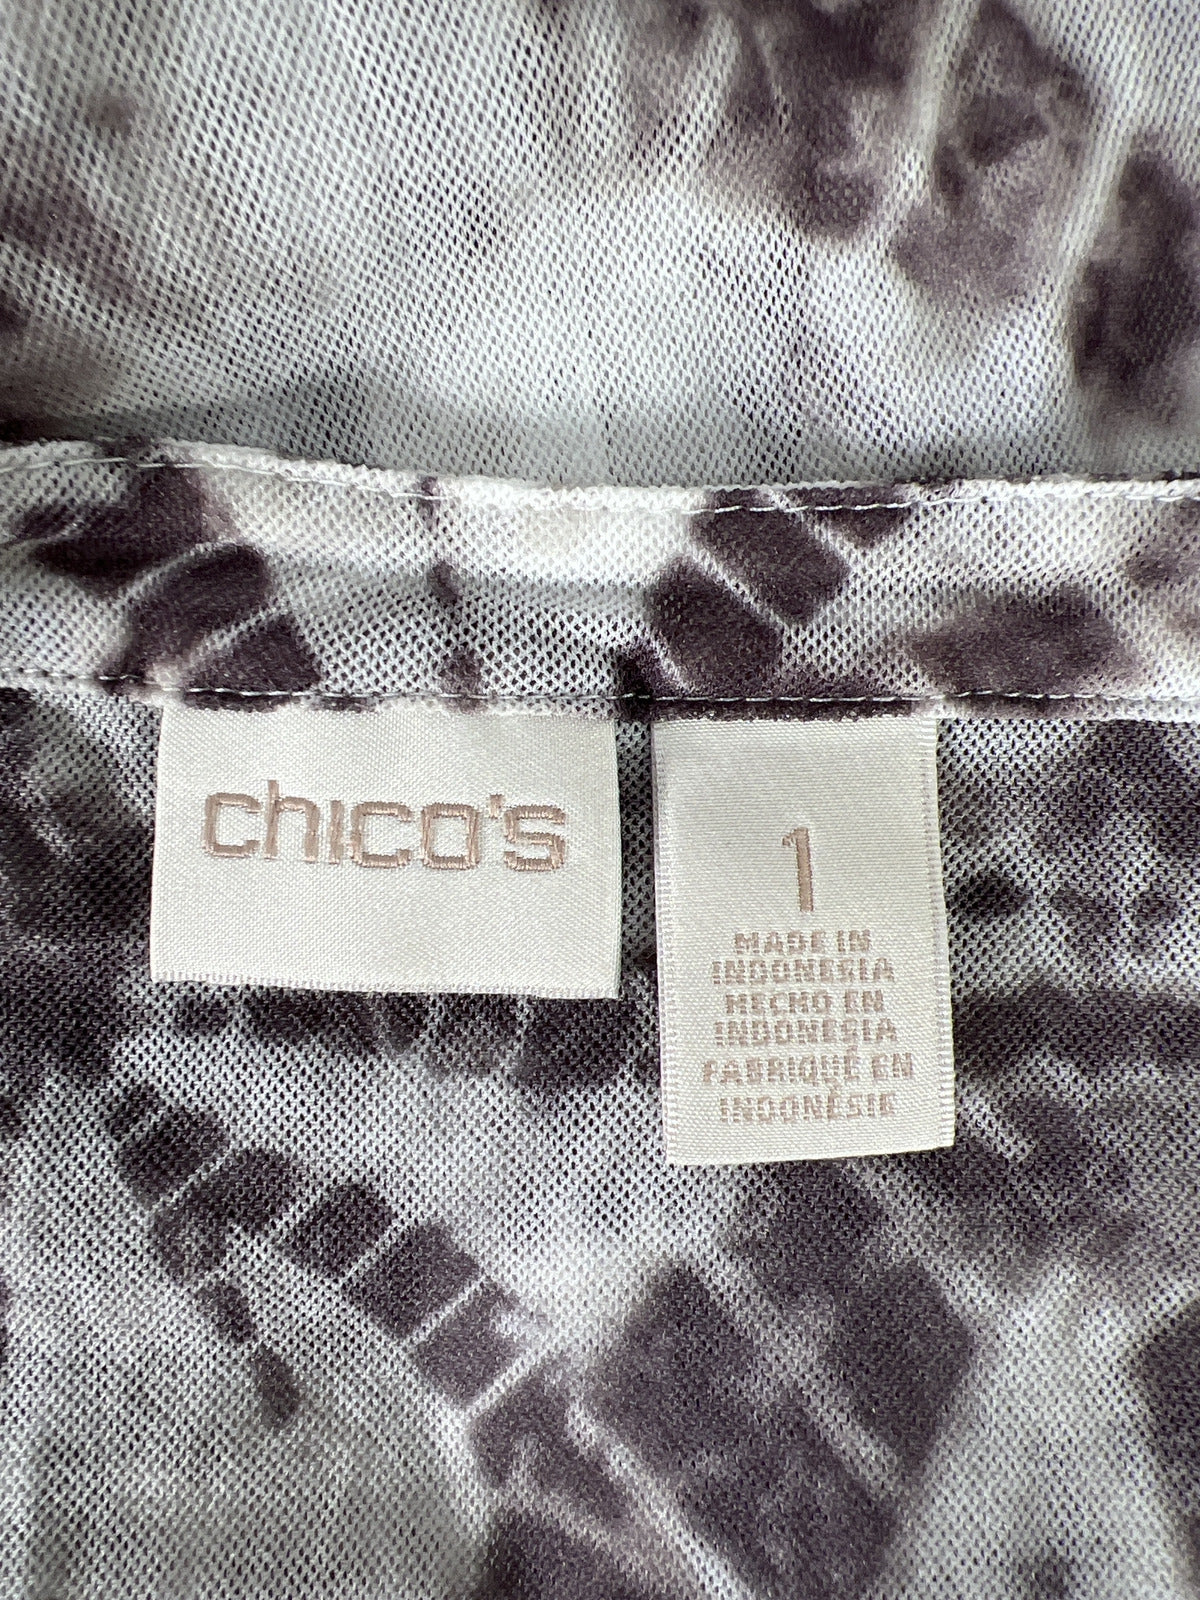 chico's
1
MADE IN
INDONESIA
HECHO EN
INDONESIA
FABRIQUÉ EN
INDONÉSIE